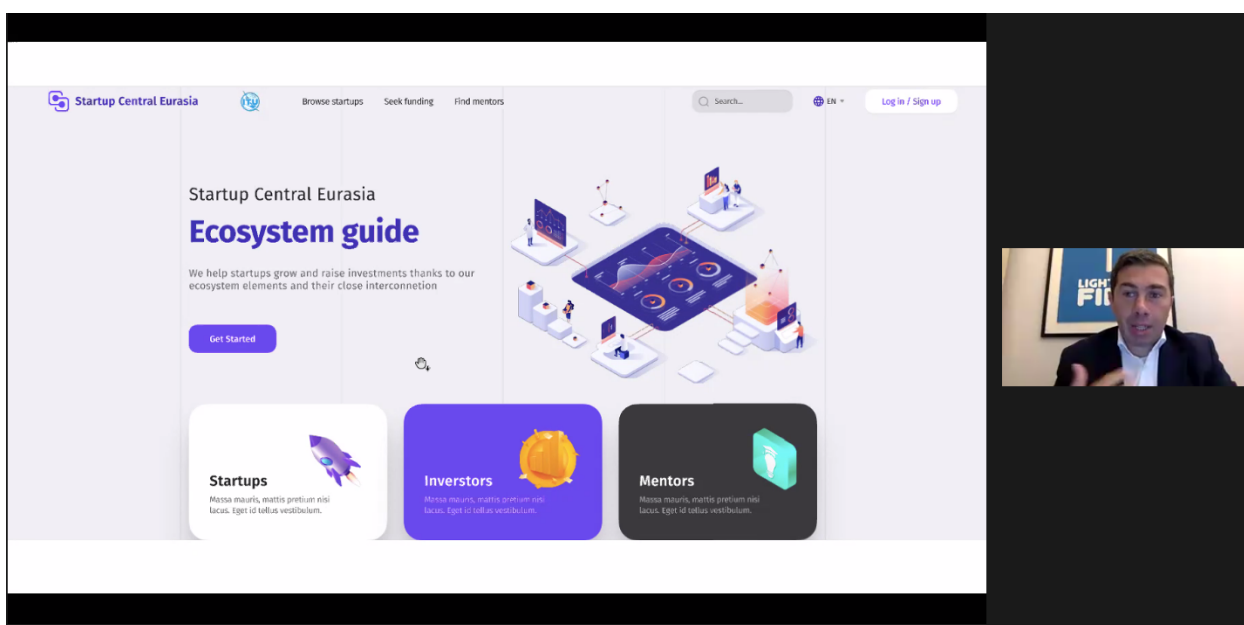 Startup Central Eurasia
ITU
Browse startups
Seek funding
Find mentors
Search...
EN
Log in / Sign up
Startup Central Eurasia
Ecosystem guide
We help startups grow and raise investments thanks to our
ecosystem elements and their close interconnetion
Get Started
Startups
Massa mauris, mattis pretium nisi
lacus. Eget id tellus vestibulum.
Inverstors
Massa mauris, mattis pretium nisi
lacus. Eget id tellus vestibulum.
Mentors
Massa mauris, mattis pretium nisi
lacus. Eget id tellus vestibulum.